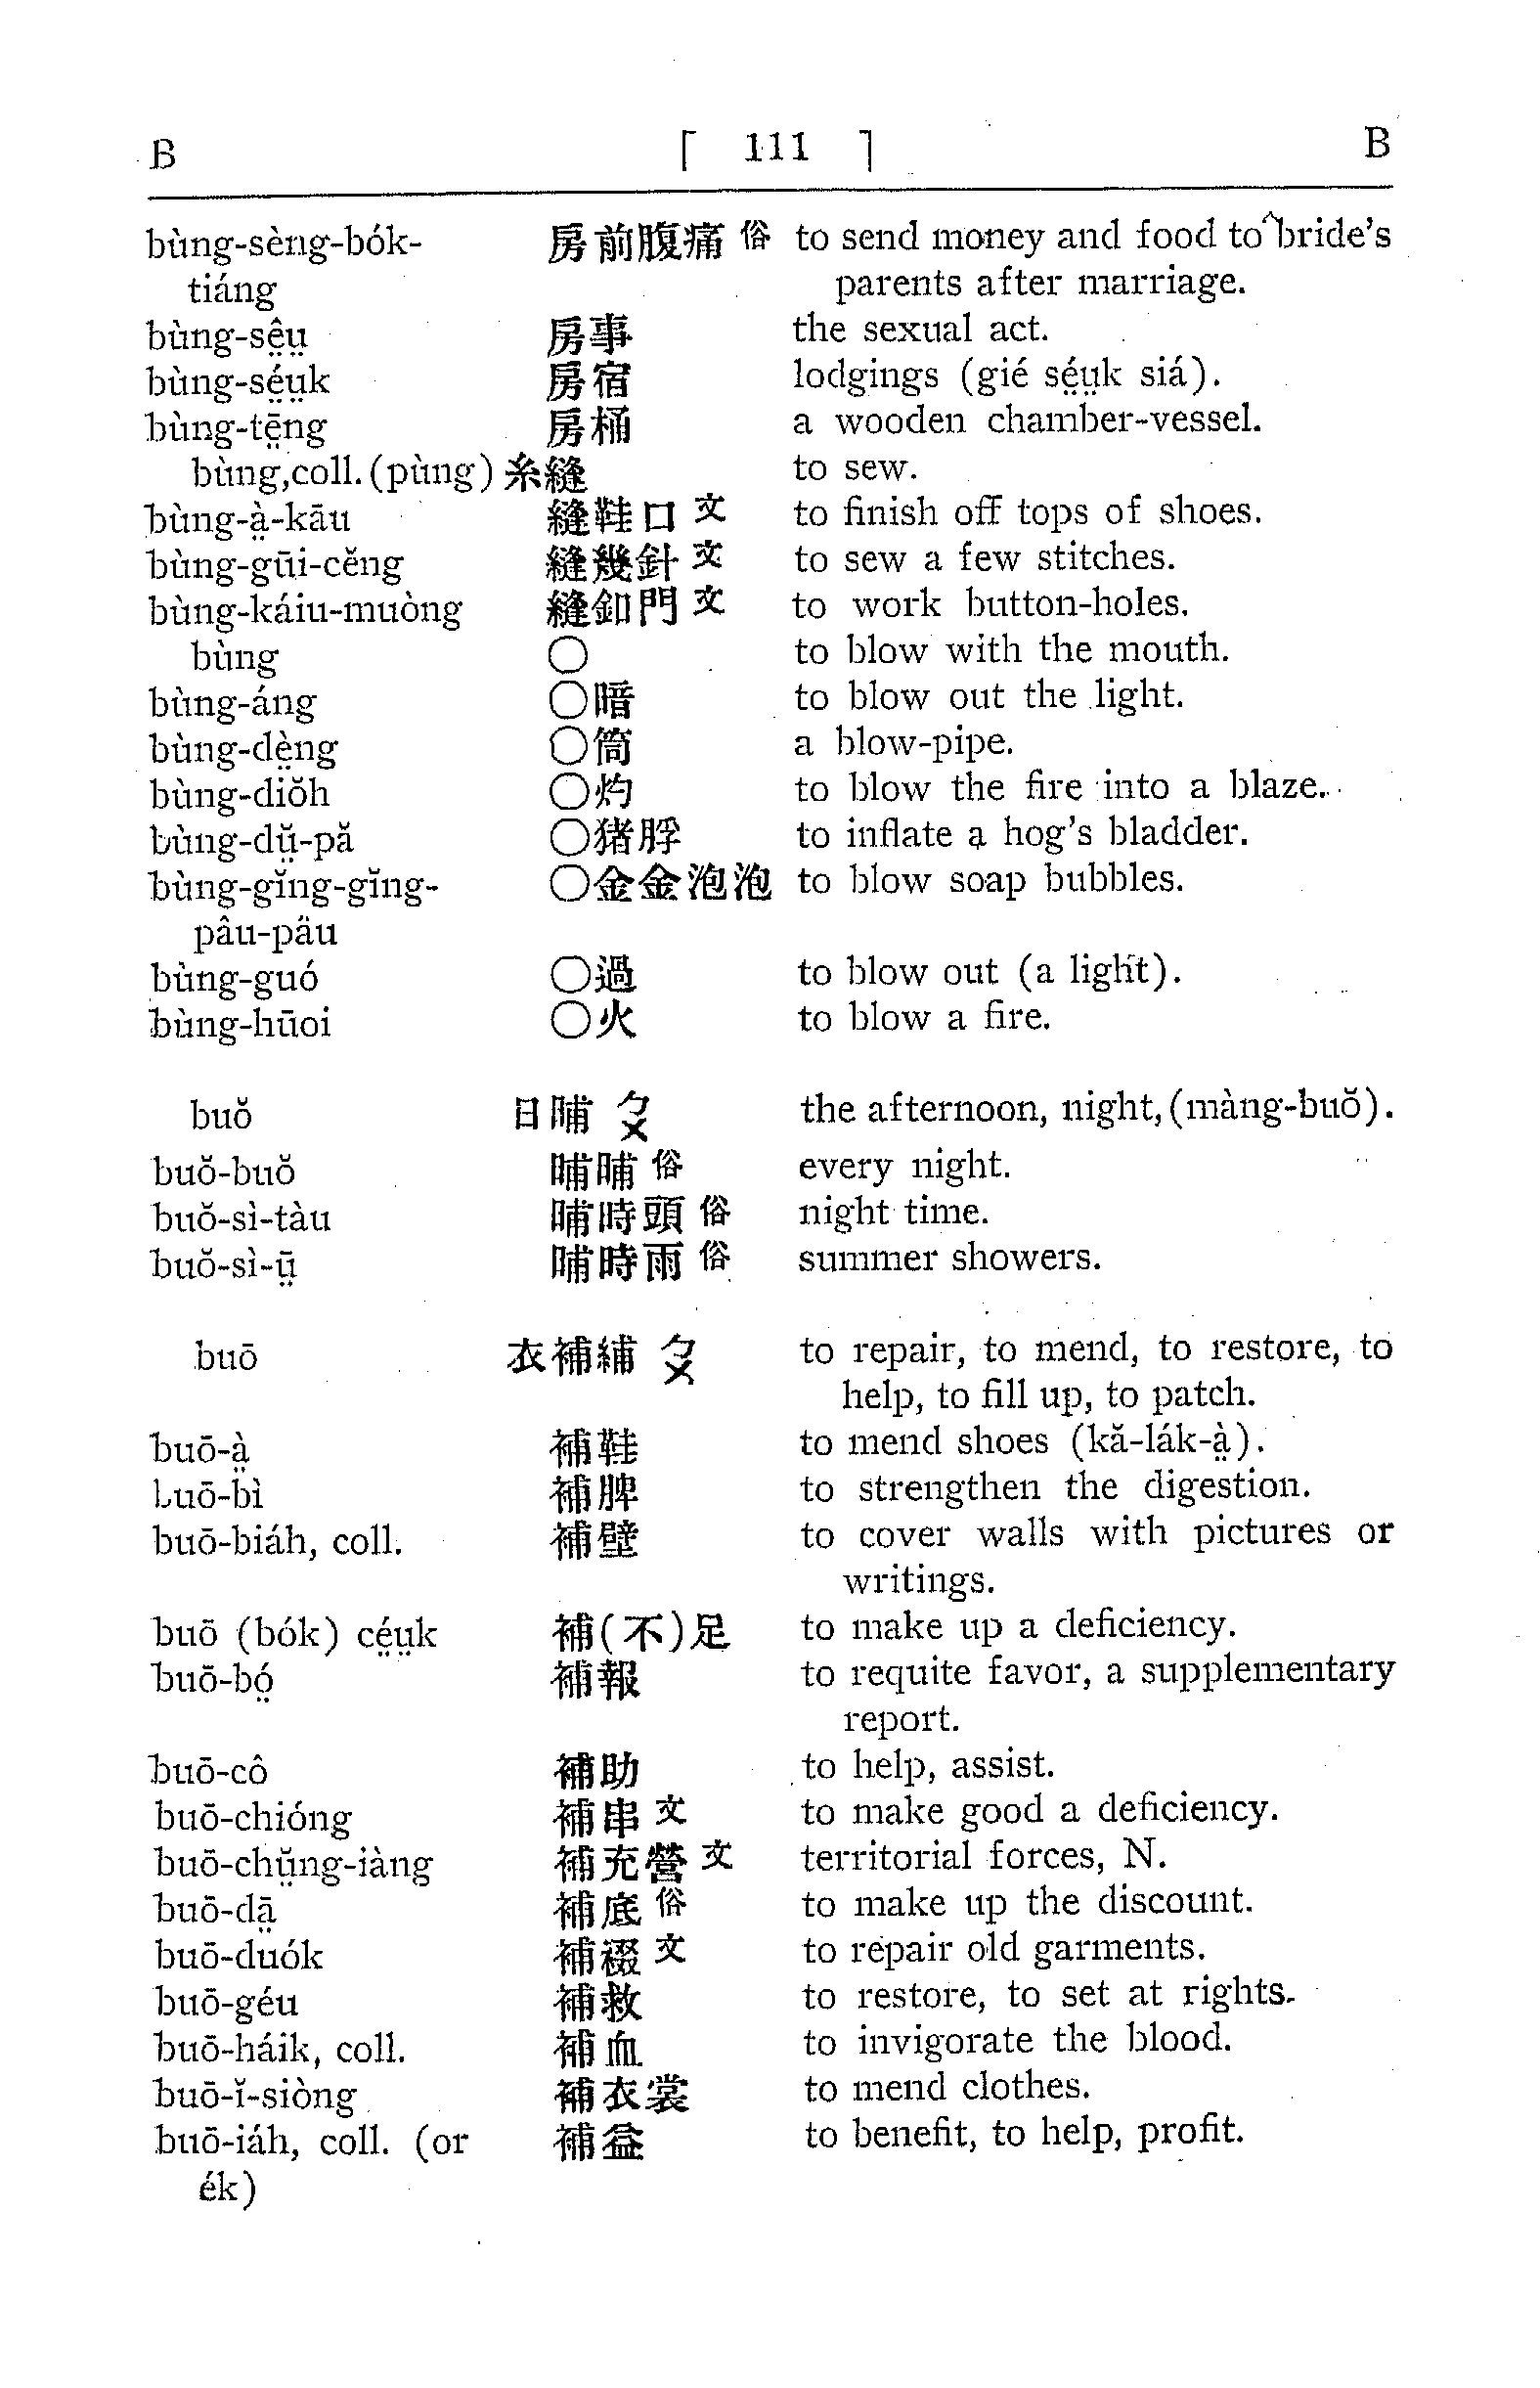 B ｢ 111 ｣ B
bùng-sèng-bók- 房前腹痛 俗 to send money and food to^bride's
tiáng parents after marriage.
bùng-sê̤ṳ 房事 the sexual act.
bùng-sé̤ṳk 房宿 lodgings (gié sé̤ṳk siá).
bùng-tē̤ng 房桶 a wooden chamber-vessel.
bùng,coll.(pùng) 糸縫 to sew.
bùng-à̤-kāu 縫鞋口 文 to finish off tops of shoes.
bùng-gūi-cĕng 縫幾針 文 to sew a few stitches.
bùng-káiu-muòng 縫釦門 文 to work button-holes.
bùng ○ to blow with the mouth.
bùng-áng ○暗 to blow out the light.
bùng-dè̤ng ○筒 a blow-pipe.
bùng-diŏh ○灼 to blow the fire into a blaze.
bùng-dṳ̆-pă ○猪脬 to inflate a hog's bladder.
bùng-gĭng-gĭng- ○金金泡泡 to blow soap bubbles.
pâu-pâu
bùng-guó ○過 to blow out (a light).
bùng-hūoi ○火 to blow a fire.
buŏ 日晡 ㄅㄨ the afternoon, night, (màng-buŏ).
buŏ-buŏ 晡晡 俗 every night.
buŏ-sì-tàu 晡時頭 俗 night time.
buŏ-sì-ṳ̄ 晡時雨 俗 summer showers.
buō 衣補𦀇 ㄅㄨ to repair, to mend, to restore, to
help, to fill up, to patch.
buō-à̤ 補鞋 to mend shoes (kă-lák-à̤).
buō-bì 補脾 to strengthen the digestion.
buō-biáh, coll. 補壁 to cover walls with pictures or
writings.
buō (bók) cé̤ṳk 補(不)足 to make up a deficiency.
buō-bó̤ 補報 to requite favor, a supplementary
report.
buō-cô 補助 to help, assist.
buō-chióng 補串 文 to make good a deficiency.
buō-chṳ̆ng-iàng 補充營 文 territorial forces, N.
buō-dā̤ 補底 俗 to make up the discount.
buō-duók 補裰 文 to repair old garments.
buō-géu 補救 to restore, to set at rights.
buō-háik, coll. 補血 to invigorate the blood.
buō-ĭ-siòng 補衣裳 to mend clothes.
buō-iáh, coll. (or 補益 to benefit, to help, profit.
ék)